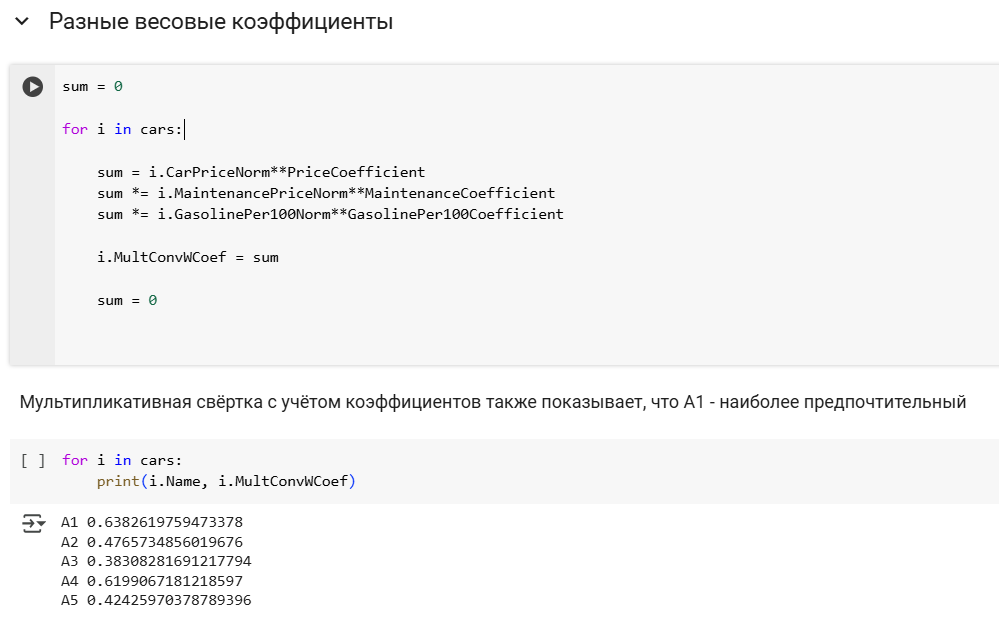 Разные весовые коэффициенты
sum = 0
for i in cars:
    sum = i.CarPriceNorm**PriceCoefficient
    sum *= i.MaintenancePriceNorm**MaintenanceCoefficient
    sum *= i.GasolinePer100Norm**GasolinePer100Coefficient
    i.MultConvWCoef = sum
    sum = 0
Мультипликативная свёртка с учётом коэффициентов также показывает, что А1 - наиболее предпочтительный
[ ] for i in cars:
    print(i.Name, i.MultConvWCoef)
A1 0.6382619759473378
A2 0.4765734856019676
A3 0.38308281691217794
A4 0.6199067181218597
A5 0.42425970378789396